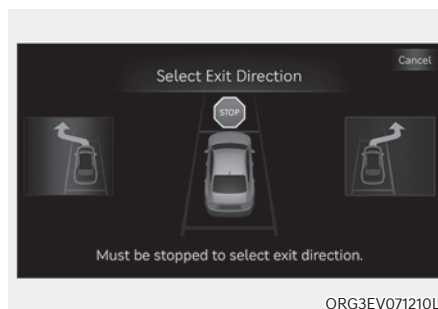 Cancel
Select Exit Direction
STOP
Must be stopped to select exit direction.
ORG3EV071210L